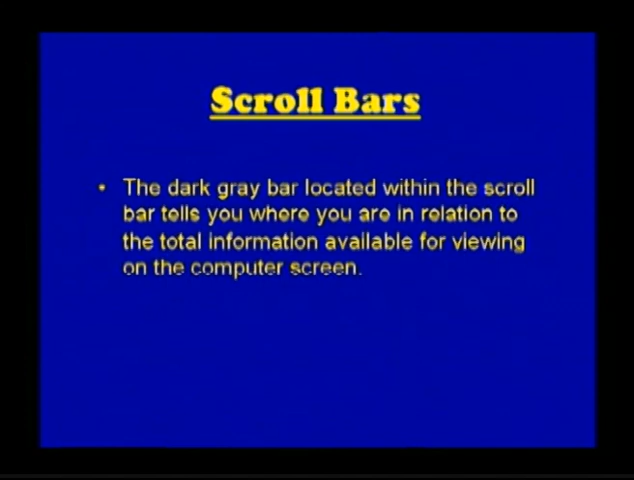 Scroll Bars
• The dark gray bar located within the scroll
bar tells you where you are in relation to
the total information available for viewing
on the computer screen.